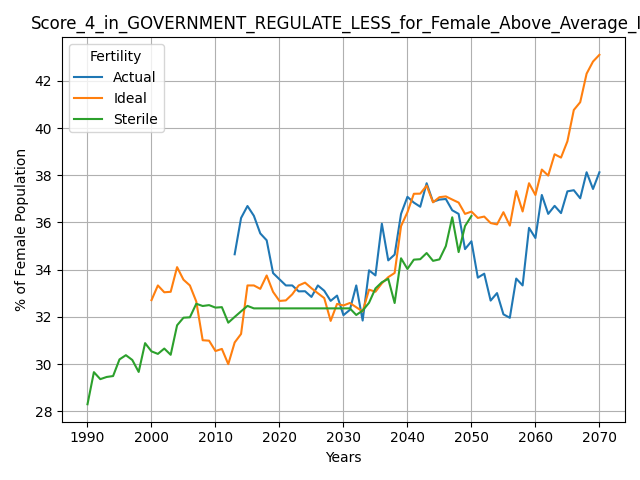 Score_4_in_GOVERNMENT_REGULATE_LESS_for_Female_Above_Average_I
Fertility
Actual
Ideal
Sterile
% of Female Population
42
40
38
36
34
32
30
28
1990 2000 2010 2020 2030 2040 2050 2060 2070
Years